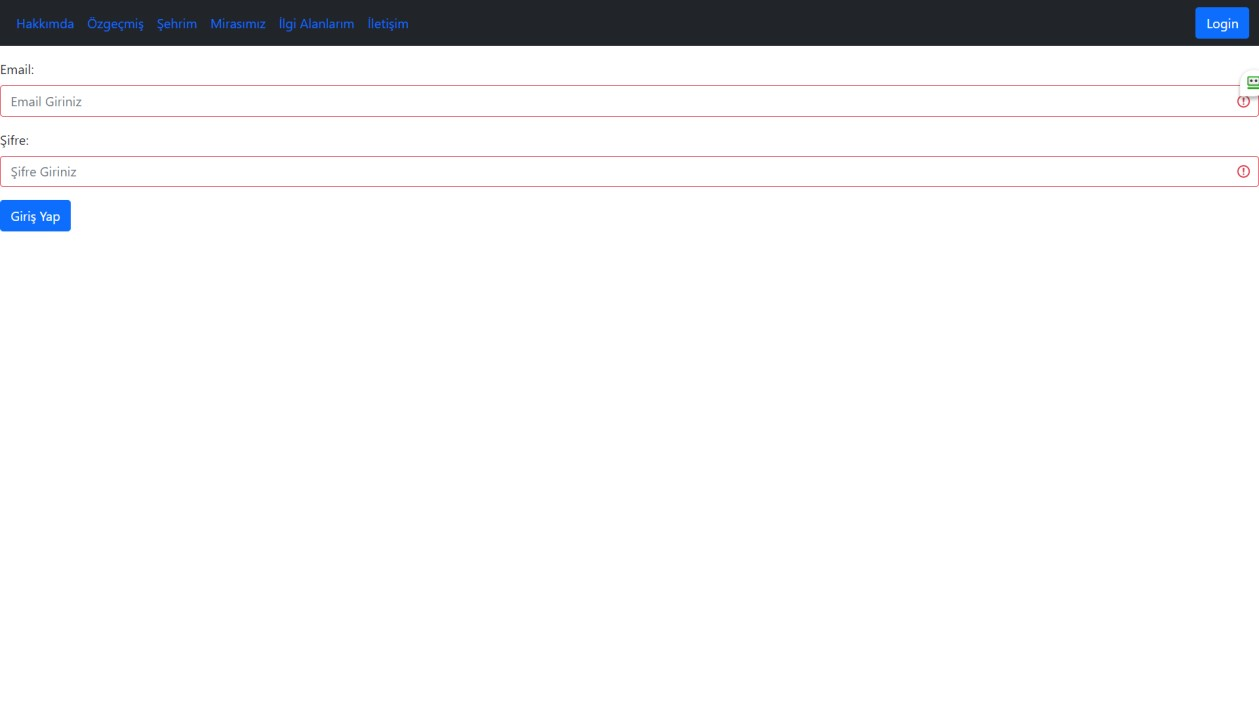 Hakkımda Özgeçmiş Şehrim Mirasımız İlgi Alanlarım İletişim Login
Email:
Email Giriniz
Şifre:
Şifre Giriniz
Giriş Yap